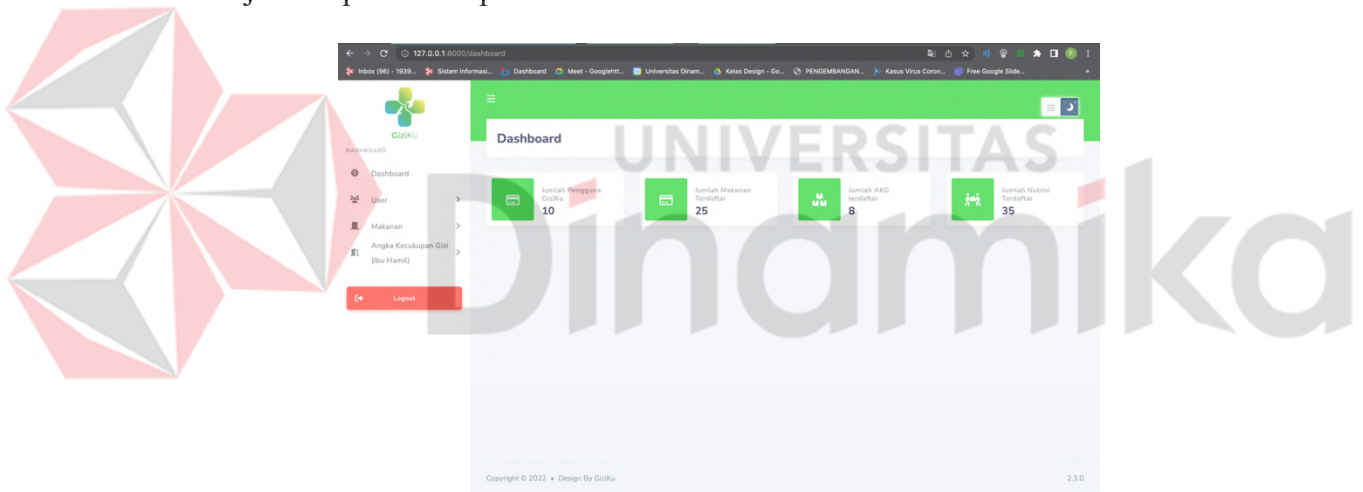 127.0.0.1:8000/dashboard
Inbox (96) - 1939... Sistem Informasi... Dashboard Meet - Googlehtt... Universitas Dinam... Kelas Design - Go... PENGEMBANGAN... Kasus Virus Coron... Free Google Slide... »
GiziKu
DASHBOARD
Dashboard
User
Makanan
Angka Kecukupan Gizi
(Ibu Hamil)
Logout
Dashboard
Jumlah Pengguna
GiziKu
10
Jumlah Makanan
Terdaftar
25
Jumlah AKG
terdaftar
8
Jumlah Nutrisi
Terdaftar
35
Copyright © 2022 • Design By GiziKu
2.3.0
UNIVERSITAS
Dinamika